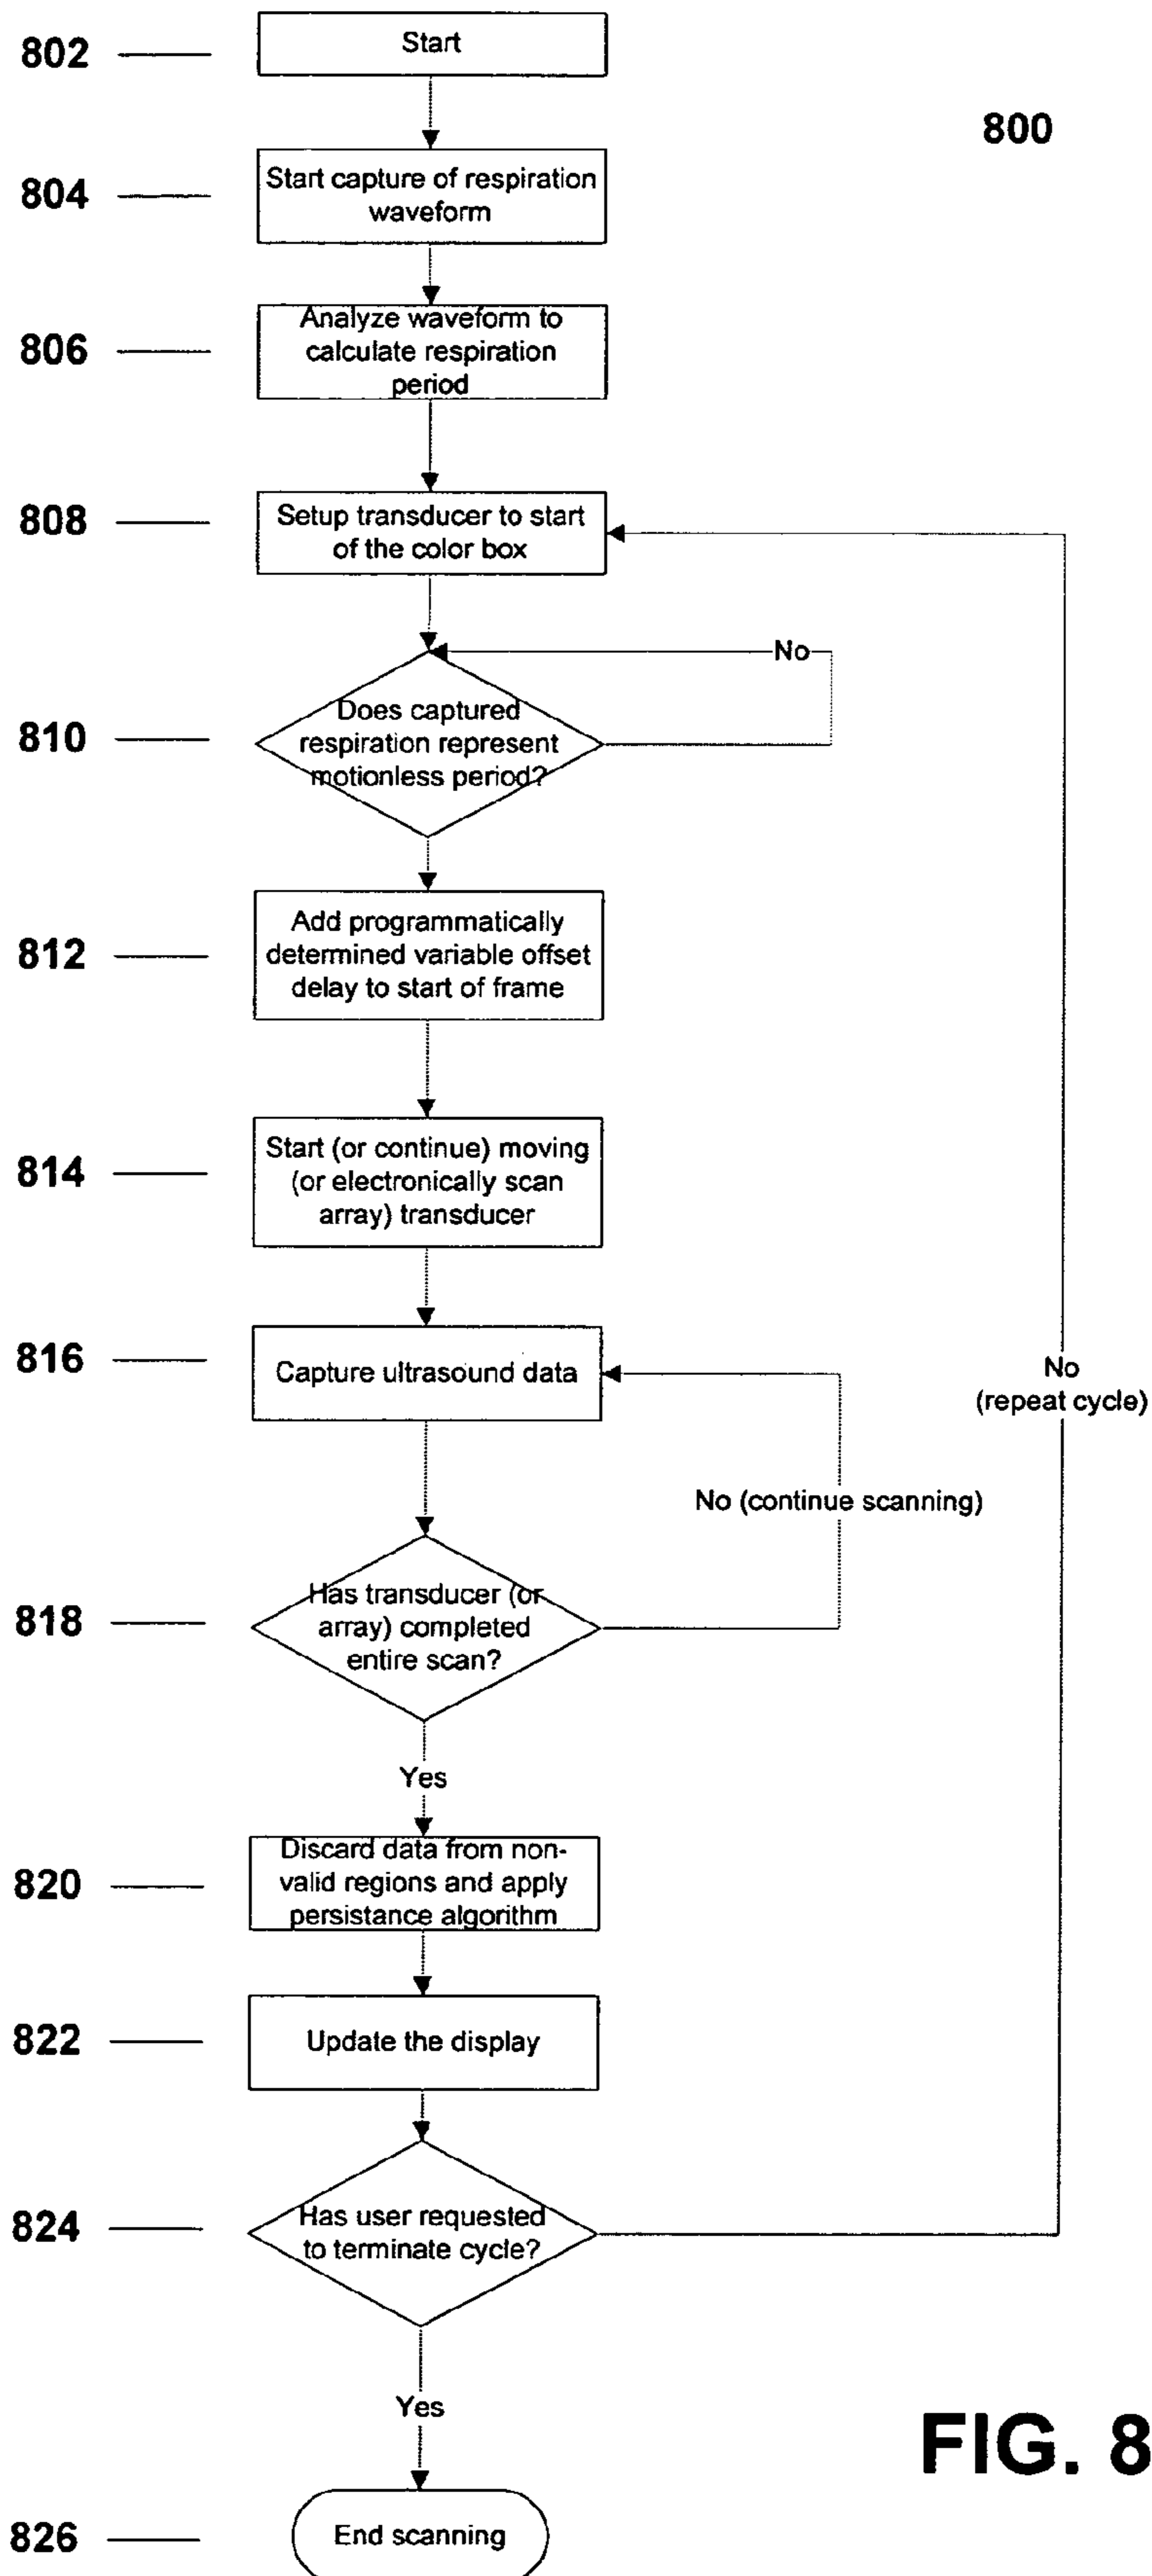 802
Start
800
804
Start capture of respiration
waveform
806
Analyze waveform to
calculate respiration
period
808
Setup transducer to start
of the color box
No
810
Does captured
respiration represent
motionless period?
812
Add programmatically
determined variable offset
delay to start of frame
814
Start (or continue) moving
(or electronically scan
array) transducer
816
Capture ultrasound data
No
(repeat cycle)
No (continue scanning)
818
Has transducer (or
array) completed
entire scan?
Yes
820
Discard data from non-
valid regions and apply
persistance algorithm
822
Update the display
824
Has user requested
to terminate cycle?
Yes
FIG. 8
826
End scanning